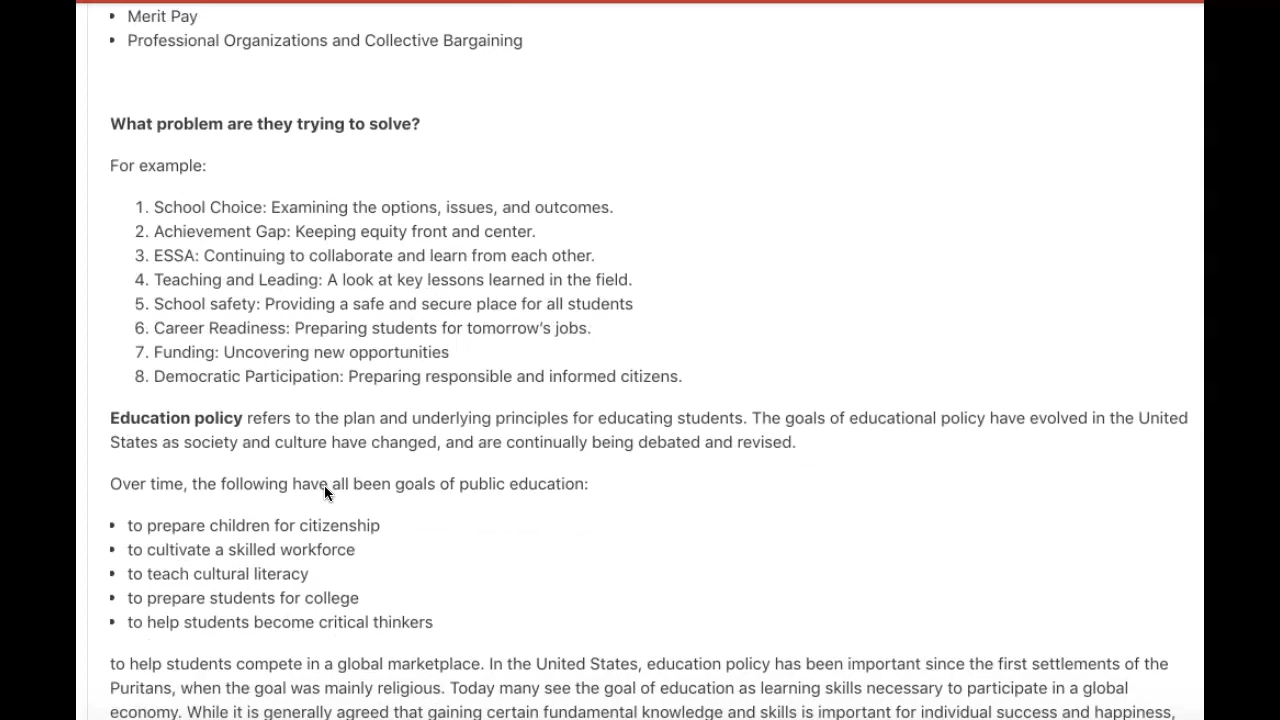 • Merit Pay
• Professional Organizations and Collective Bargaining
What problem are they trying to solve?
For example:
1. School Choice: Examining the options, issues, and outcomes.
2. Achievement Gap: Keeping equity front and center.
3. ESSA: Continuing to collaborate and learn from each other.
4. Teaching and Leading: A look at key lessons learned in the field.
5. School safety: Providing a safe and secure place for all students
6. Career Readiness: Preparing students for tomorrow's jobs.
7. Funding: Uncovering new opportunities
8. Democratic Participation: Preparing responsible and informed citizens.
Education policy refers to the plan and underlying principles for educating students. The goals of educational policy have evolved in the United
States as society and culture have changed, and are continually being debated and revised.
Over time, the following have all been goals of public education:
• to prepare children for citizenship
• to cultivate a skilled workforce
• to teach cultural literacy
• to prepare students for college
• to help students become critical thinkers
to help students compete in a global marketplace. In the United States, education policy has been important since the first settlements of the
Puritans, when the goal was mainly religious. Today many see the goal of education as learning skills necessary to participate in a global
economy. While it is generally agreed that gaining certain fundamental knowledge and skills is important for individual success and happiness,